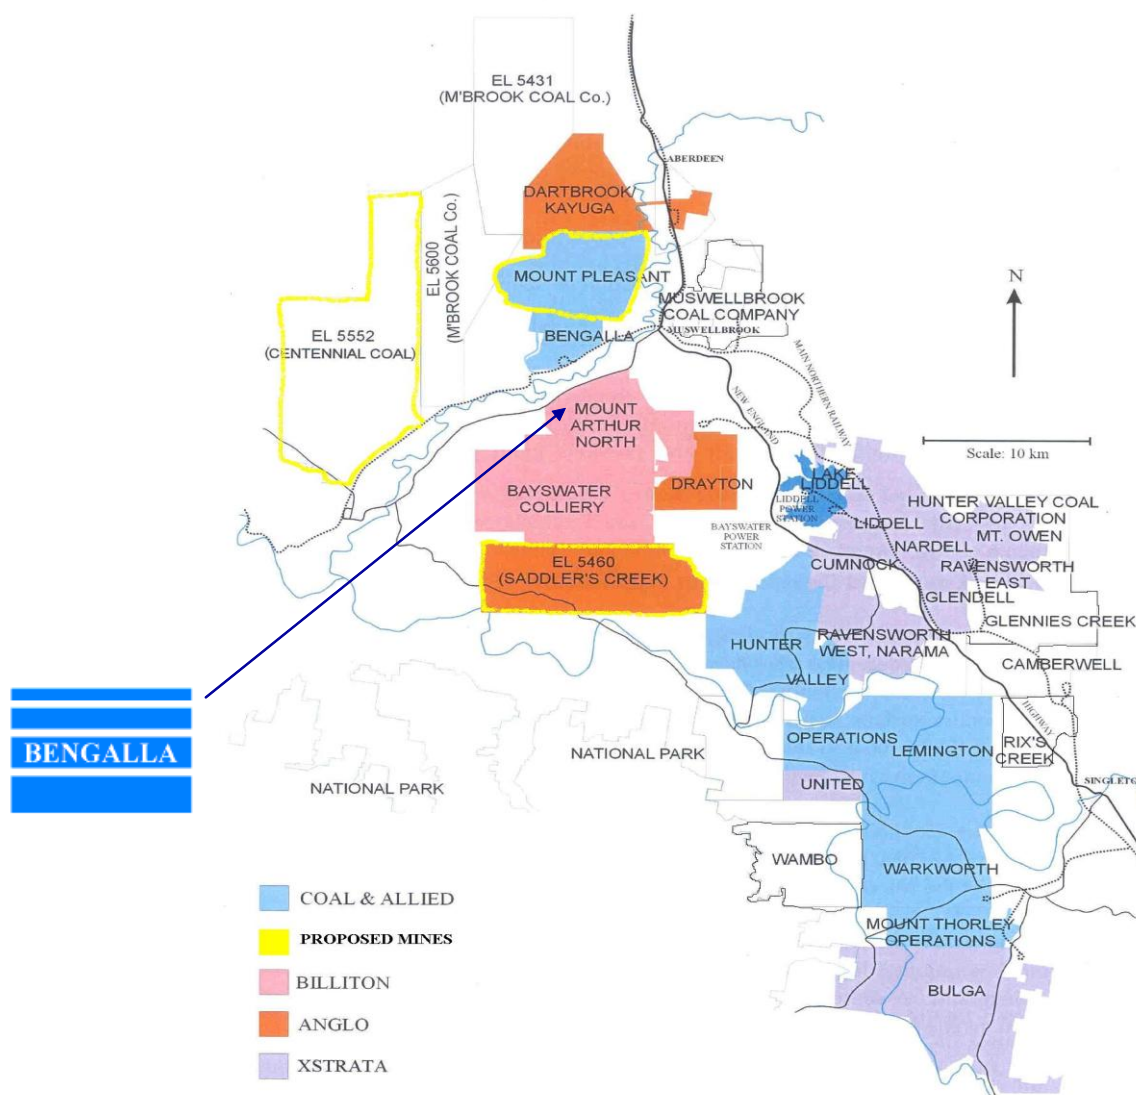 EL 5431
(M'BROOK COAL Co.)
ABERDEEN
DARTBROOK/
KAYUGA
EL 5600
(M'BROOK COAL Co.)
MOUNT PLEASANT
N
MUSWELLBROOK
COAL COMPANY
MUSWELLBROOK
BENGALLA
EL 5552
(CENTENNIAL COAL)
MAIN NORTHERN RAILWAY
NEW ENGLAND
MOUNT
ARTHUR
NORTH
Scale: 10 km
LAKE
LIDDELL
DRAYTON
BAYSWATER
COLLIERY
LIDDELL
POWER
STATION
HUNTER VALLEY COAL
CORPORATION
MT. OWEN
LIDDELL
BAYSWATER
POWER
STATION
NARDELL
EL 5460
(SADDLER'S CREEK)
CUMNOCK
RAVENSWORTH
EAST
GLENDELL
GLENNIES CREEK
HUNTER
VALLEY
RAVENSWORTH
WEST, NARAMA
CAMBERWELL
HIGHWAY
OPERATIONS
LEMINGTON
RIX'S
CREEK
BENGALLA
NATIONAL PARK
NATIONAL PARK
UNITED
SINGLETO
WAMBO
WARKWORTH
MOUNT THORLEY
OPERATIONS
BULGA
COAL & ALLIED
PROPOSED MINES
BILLITON
ANGLO
XSTRATA